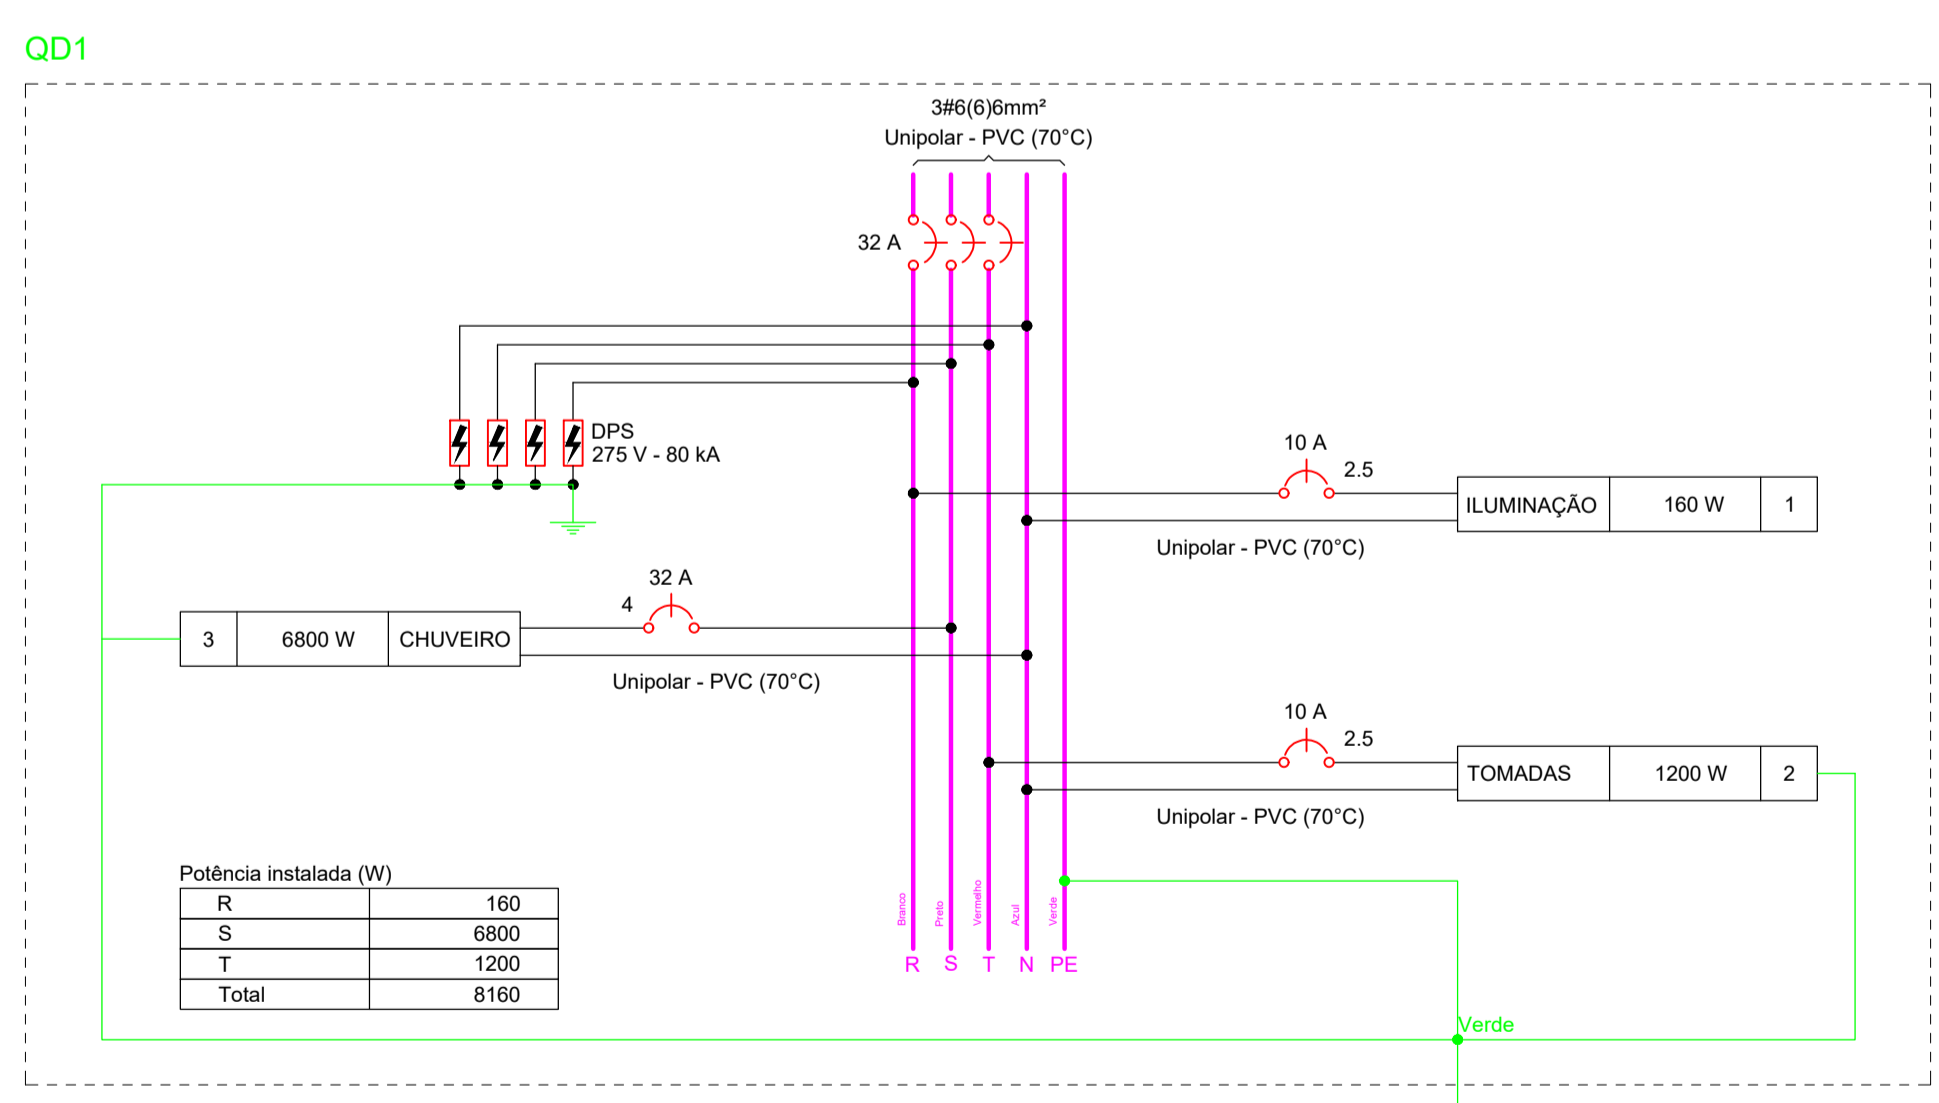 QD1
3#6(6)6mm²
Unipolar - PVC (70°C)
32 A
DPS
275 V - 80 kA
10 A
2.5
ILUMINAÇÃO 160 W 1
Unipolar - PVC (70°C)
32 A
4
3 6800 W CHUVEIRO
Unipolar - PVC (70°C)
10 A
2.5
TOMADAS 1200 W 2
Unipolar - PVC (70°C)
Potência instalada (W)
R 160
S 6800
T 1200
Total 8160
Branco
Preto
Vermelho
Azul
Verde
R S T N PE
Verde